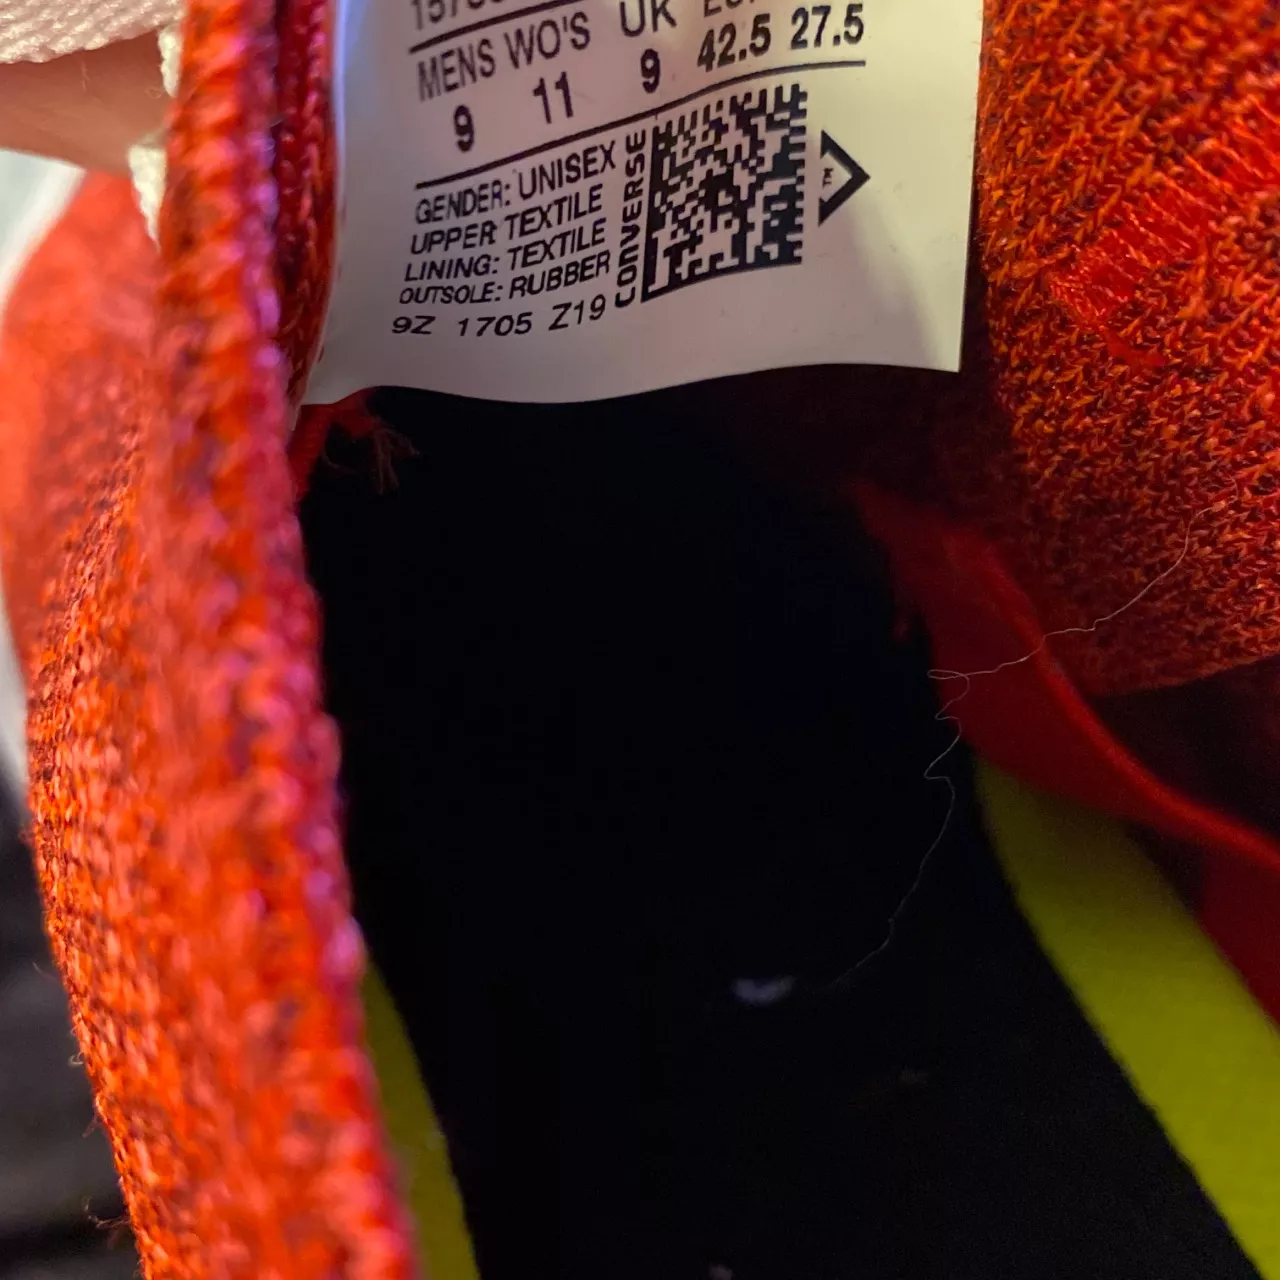 MENS WO'S UK
9 11 9 42.5 27.5
GENDER: UNISEX
UPPER: TEXTILE
LINING: TEXTILE
OUTSOLE: RUBBER
9Z 1705 Z19
CONVERSE